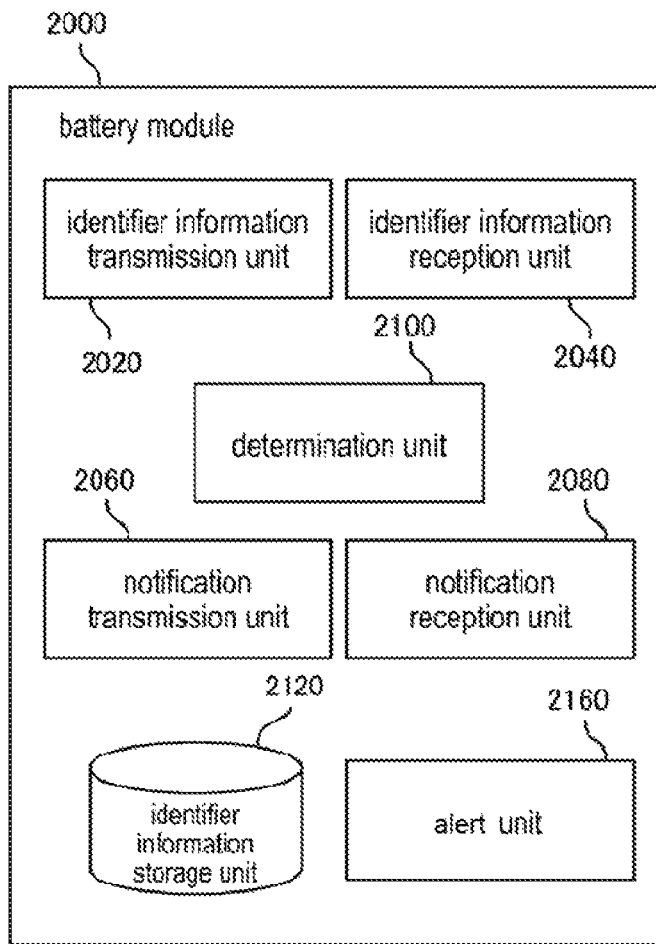 2000
battery module
identifier information
transmission unit
identifier information
reception unit
2020
2040
2100
determination unit
2060
2080
notification
transmission unit
notification
reception unit
2120
2160
identifier
information
storage unit
alert unit